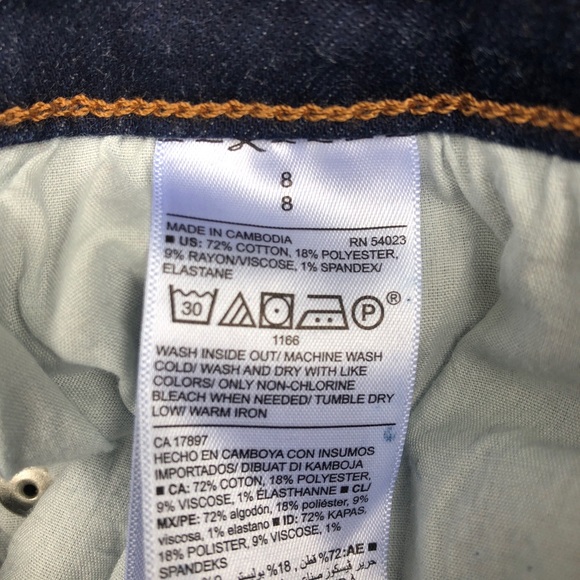 8
8
MADE IN CAMBODIA RN 54023
■ US: 72% COTTON, 18% POLYESTER,
9% RAYON/VISCOSE, 1% SPANDEX/
ELASTANE
30 P ®
1166
WASH INSIDE OUT/ MACHINE WASH
COLD/ WASH AND DRY WITH LIKE
COLORS/ ONLY NON-CHLORINE
BLEACH WHEN NEEDED/ TUMBLE DRY
LOW/ WARM IRON
CA 17897
HECHO EN CAMBOYA CON INSUMOS
IMPORTADOS/ DIBUAT DI KAMBOJA
■ CA: 72% COTON, 18% POLYESTER,
9% VISCOSE, 1% ÉLASTHANNE ■ CL/
MX/PE: 72% algodón, 18% poliéster, 9%
viscosa, 1% elastano ■ ID: 72% KAPAS,
18% POLISTER, 9% VISCOSE, 1%
SPANDEKS
■ AE: 72% قطن، 18%